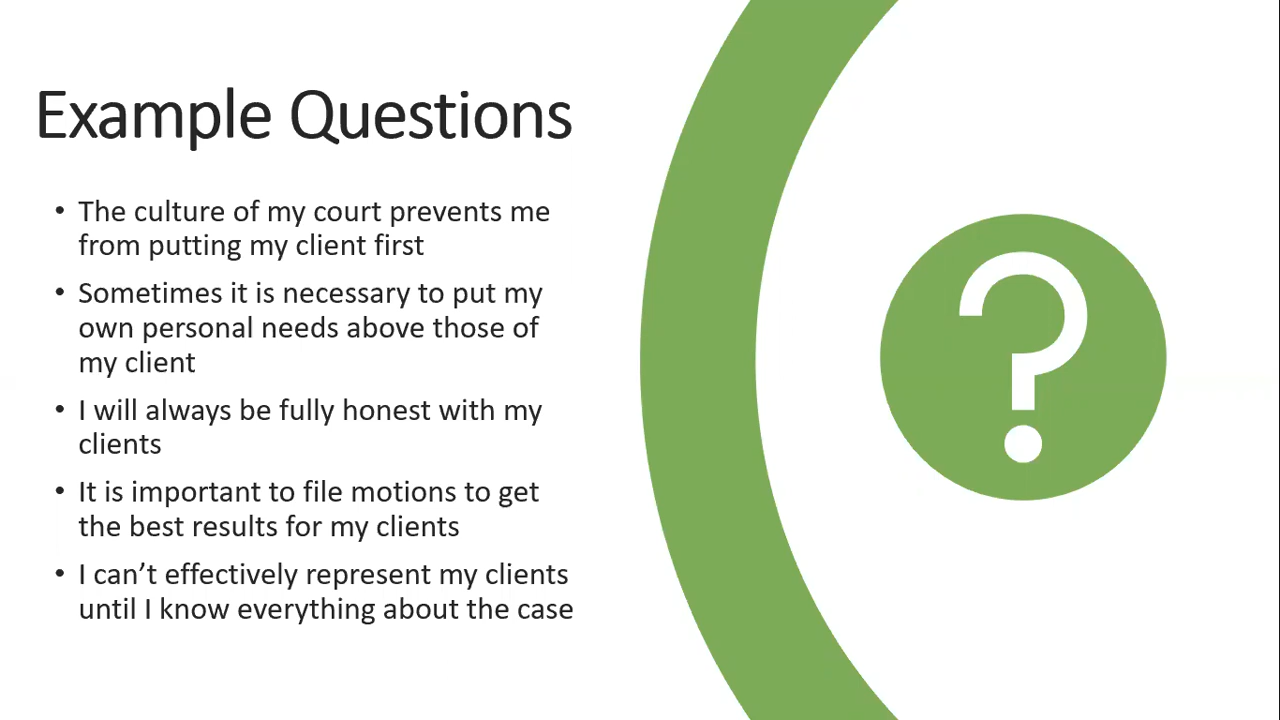 Example Questions
• The culture of my court prevents me
from putting my client first
• Sometimes it is necessary to put my
own personal needs above those of
my client
• I will always be fully honest with my
clients
• It is important to file motions to get
the best results for my clients
• I can’t effectively represent my clients
until I know everything about the case
?